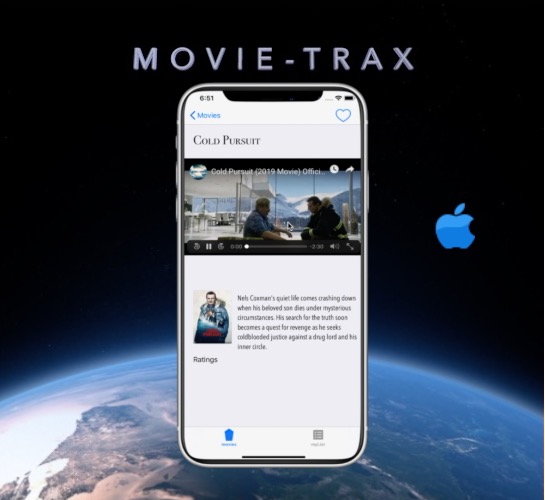 MOVIE-TRAX
6:51
Movies
COLD PURSUIT
Cold Pursuit (2019 Movie) Offici...
0:00
-2:30
Nels Coxman's quiet life comes crashing down
when his beloved son dies under mysterious
circumstances. His search for the truth soon
becomes a quest for revenge as he seeks
coldblooded justice against a drug lord and his
inner circle.
Ratings
Movies